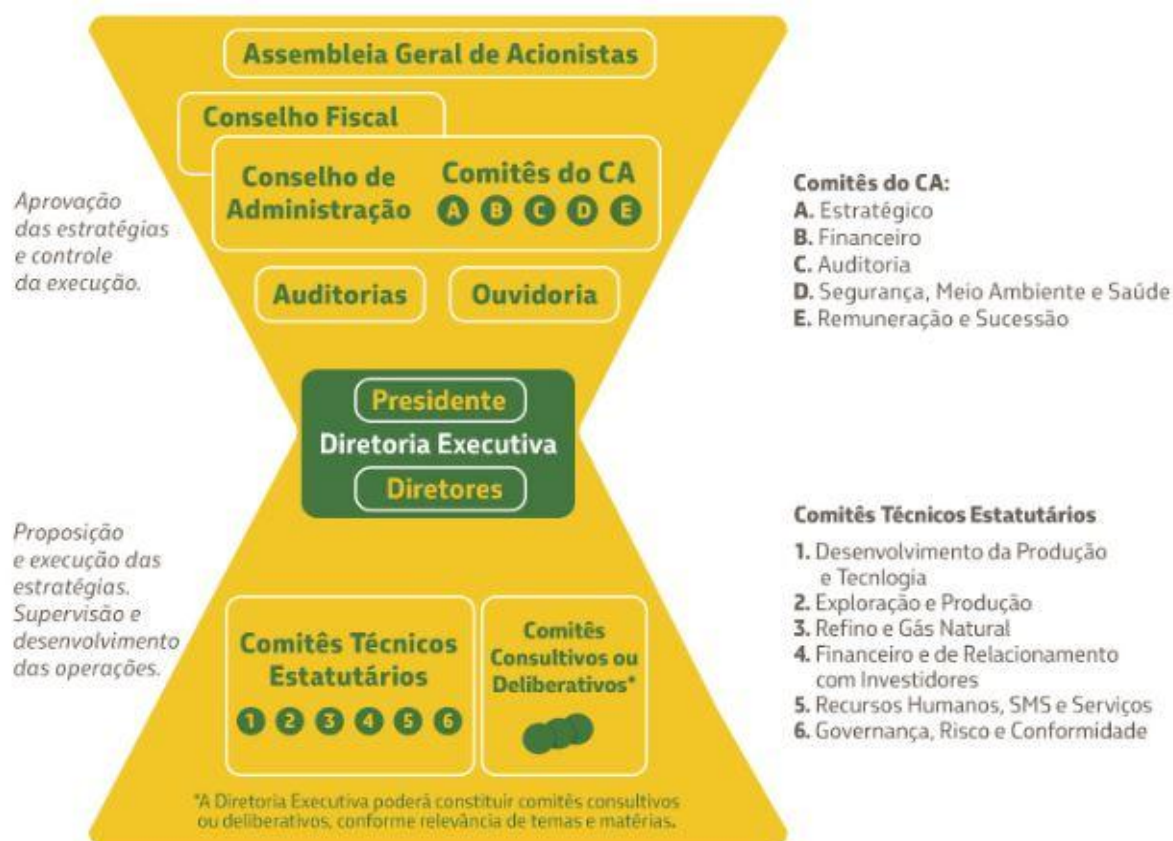 Assembleia Geral de Acionistas
Conselho Fiscal
Conselho de
Administração
Comitês do CA
A B C D E
Auditorias
Ouvidoria
Aprovação
das estratégias
e controle
da execução.
Comitês do CA:
A. Estratégico
B. Financeiro
C. Auditoria
D. Segurança, Meio Ambiente e Saúde
E. Remuneração e Sucessão
Presidente
Diretoria Executiva
Diretores
Proposição
e execução das
estratégias.
Supervisão e
desenvolvimento
das operações.
Comitês Técnicos
Estatutários
1 2 3 4 5 6
Comitês
Consultivos ou
Deliberativos*
*A Diretoria Executiva poderá constituir comitês consultivos
ou deliberativos, conforme relevância de temas e matérias.
Comitês Técnicos Estatutários
1. Desenvolvimento da Produção
e Tecnlogia
2. Exploração e Produção
3. Refino e Gás Natural
4. Financeiro e de Relacionamento
com Investidores
5. Recursos Humanos, SMS e Serviços
6. Governança, Risco e Conformidade